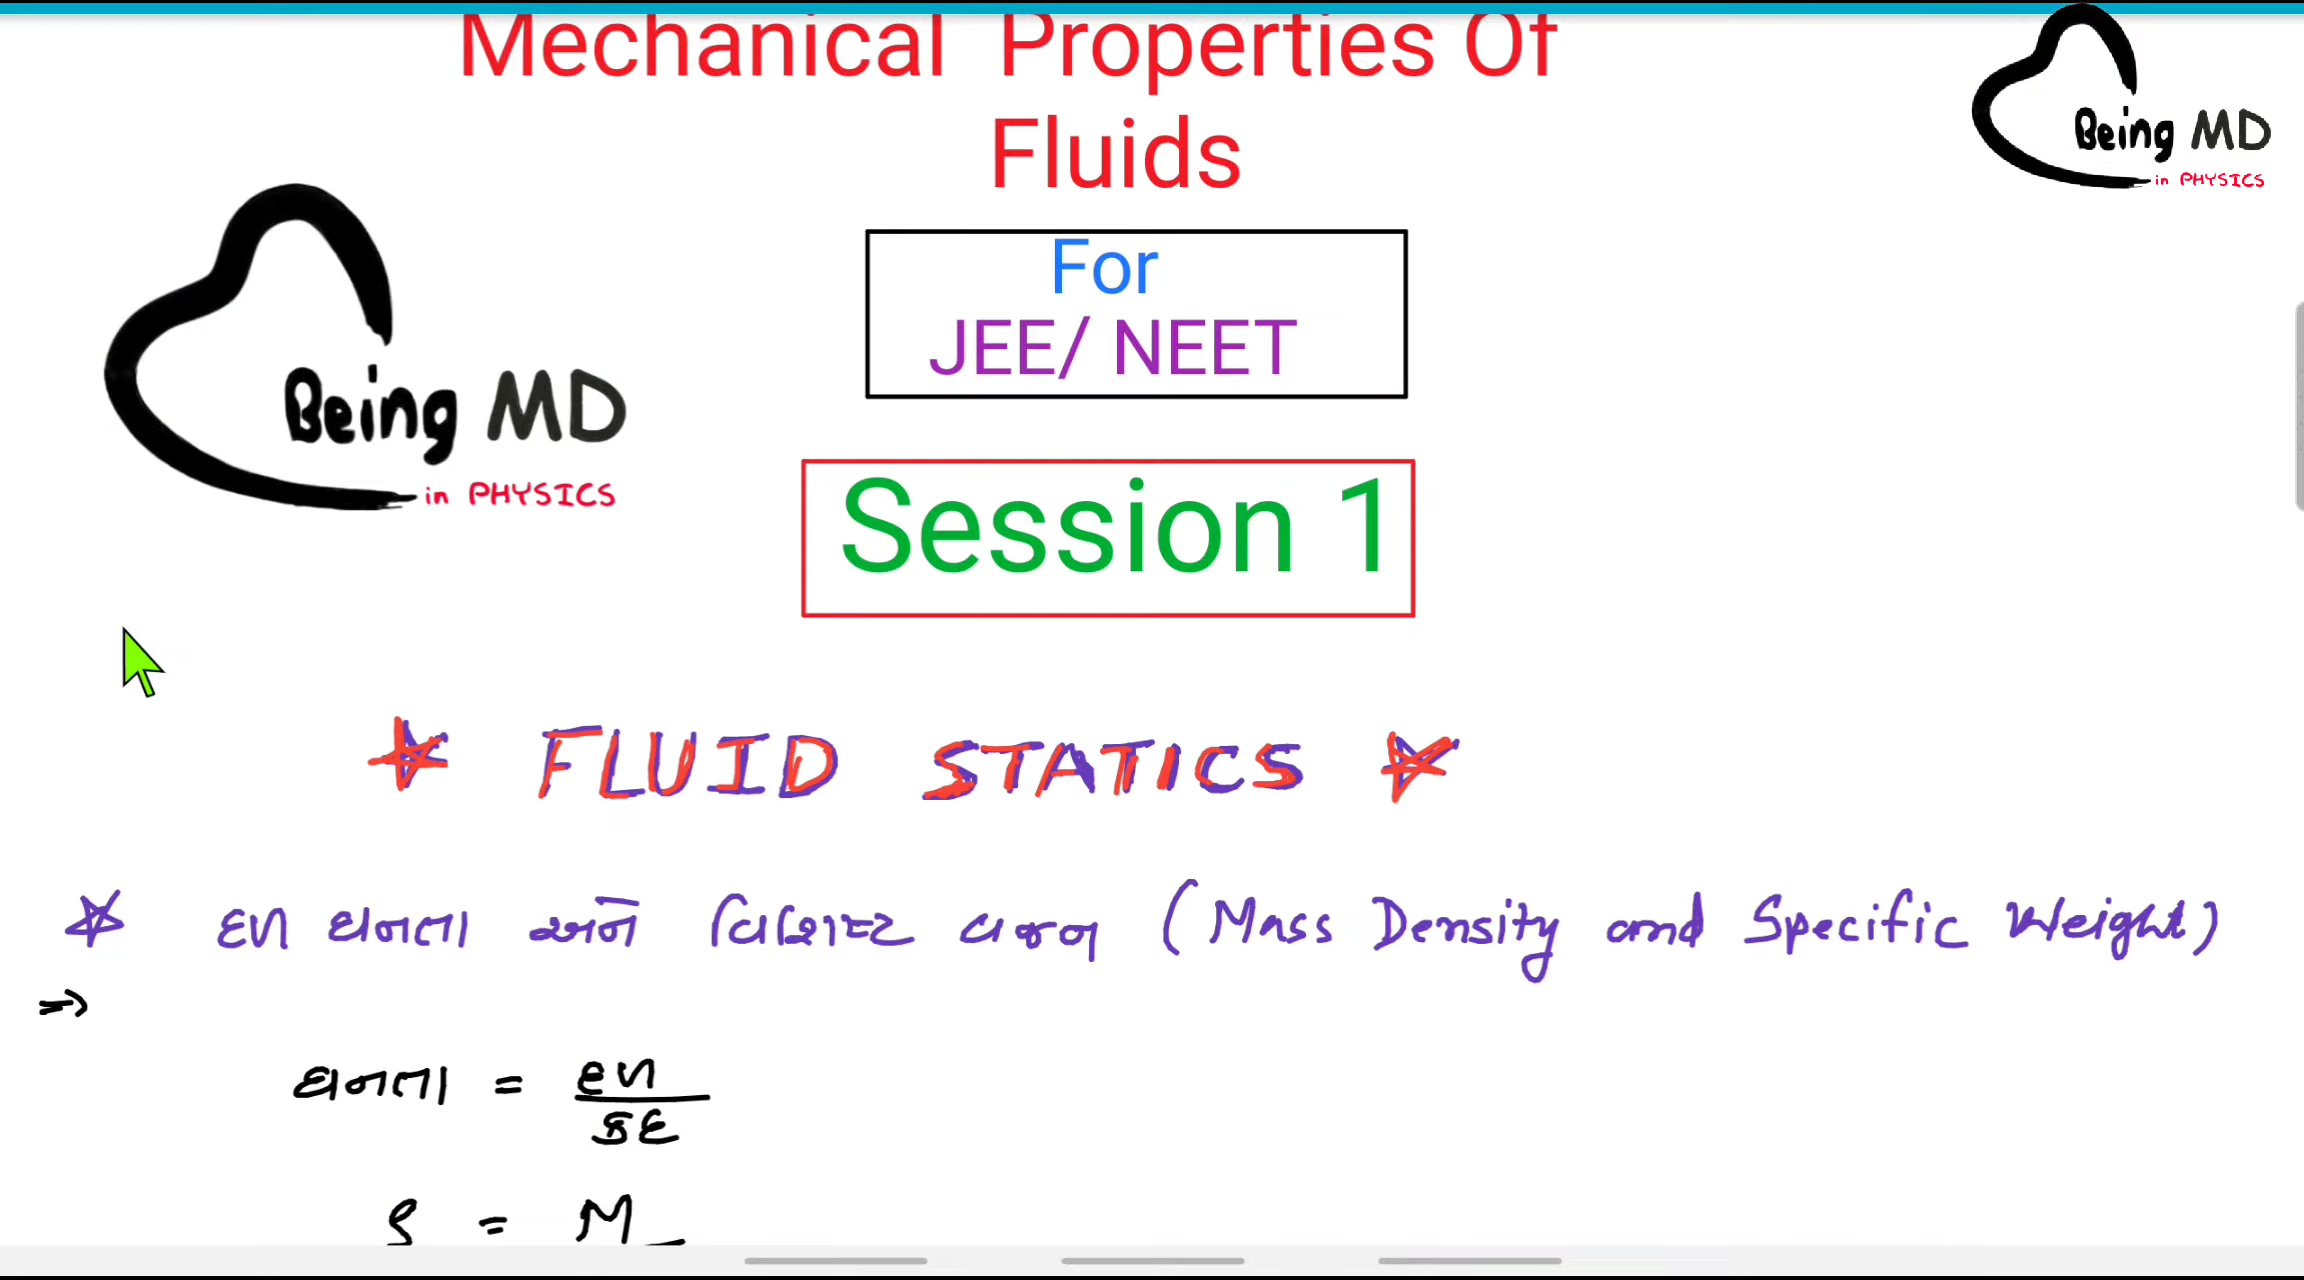 Mechanical Properties Of
Fluids
Being MD
in PHYSICS
For
JEE/ NEET
Being MD
in PHYSICS
Session 1
FLUID STATICS
દળ ઘનતા અને વિશિષ્ટ વજન (Mass Density and Specific Weight)
⇒
ઘનતા = દળ
કદ
ρ = M